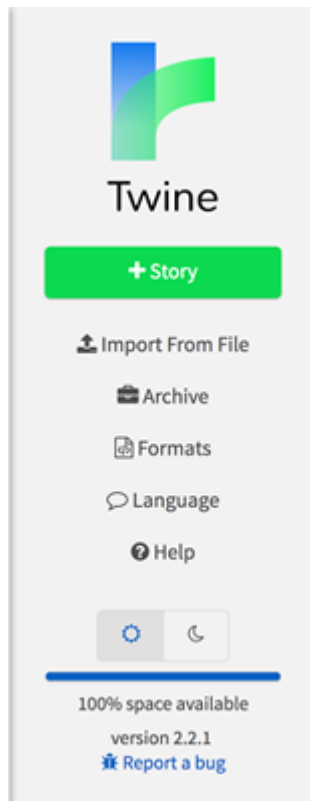 Twine
+ Story
Import From File
Archive
Formats
Language
Help
100% space available
version 2.2.1
Report a bug